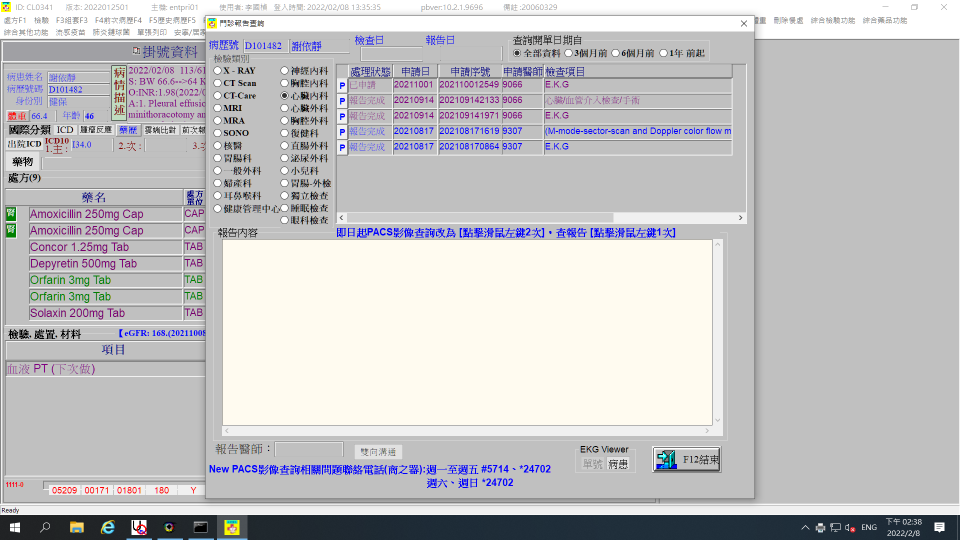 ID: CL0341 版本: 2022012501 主機: entpri01 使用者: 李國楨 登入時間: 2022/02/08 13:35:35 pbver:10.2.1.9696 備註 :20060329
處方F1 檢驗 F3組套F3 F4前次病歷F4 F5歷史病歷F5 刪除餐處 綜合檢驗功能 綜合藥品功能
綜合其他功能 流感疫苗 肺炎鏈球菌 單張列印
門診報告查詢
掛號資料
病患姓名 謝依靜
病歷號碼 D101482
身份別 健保
體重 66.4 年齡 46
病情描述
2022/02/08 113/61
S: BW 66.6-->64 K
O:INR:1.98(2022/0
A:1. Pleural effusio
minithoracotomy an
國際分類 ICD 腫瘤反應 藥歷 雲端比對
出院ICD ICD10 1.主: I34.0 2.次: 3.
藥物
處方(9)
藥名 處方單位
腎 Amoxicillin 250mg Cap CAP
腎 Amoxicillin 250mg Cap CAP
Concor 1.25mg Tab TAB
Depyretin 500mg Tab TAB
Orfarin 3mg Tab TAB
Orfarin 3mg Tab TAB
Solaxin 200mg Tab TAB
檢驗, 處置, 材料 【eGFR: 168.(2021100
項目
血液 PT (下次做)
1111-0 05209 00171 01801 180 Y
Ready
病歷號 D101482 謝依靜 檢查日 報告日
查詢開單日期自
全部資料 3個月前 6個月前 1年 前起
檢驗類別
X - RAY 神經內科
CT Scan 胸腔內科
CT-Care 心臟內科
MRI 心臟外科
MRA 胸腔外科
SONO 復健科
核醫 直腸外科
胃腸科 泌尿外科
一般外科 小兒科
婦產科 胃腸-外檢
耳鼻喉科 獨立檢查
健康管理中心 睡眠檢查
眼科檢查
處理狀態 申請日 申請序號 申請醫師 檢查項目
P 已申請 20211001 202110012549 9066 E.K.G
P 報告完成 20210914 202109142133 9066 心臟/血管介入檢查/手術
P 報告完成 20210914 202109141971 9066 E.K.G
P 報告完成 20210817 202108171619 9307 (M-mode-sector-scan and Doppler color flow m
P 報告完成 20210817 202108170864 9307 E.K.G
報告內容 即日起PACS影像查詢改為 [點擊滑鼠左鍵2次]，查報告 [點擊滑鼠左鍵1次]
報告醫師： 雙向溝通
EKG Viewer
單號 病患
F12結束
New PACS影像查詢相關問題聯絡電話(商之器):週一至週五 #5714、*24702
週六、週日 *24702
ENG
下午 02:38
2022/2/8